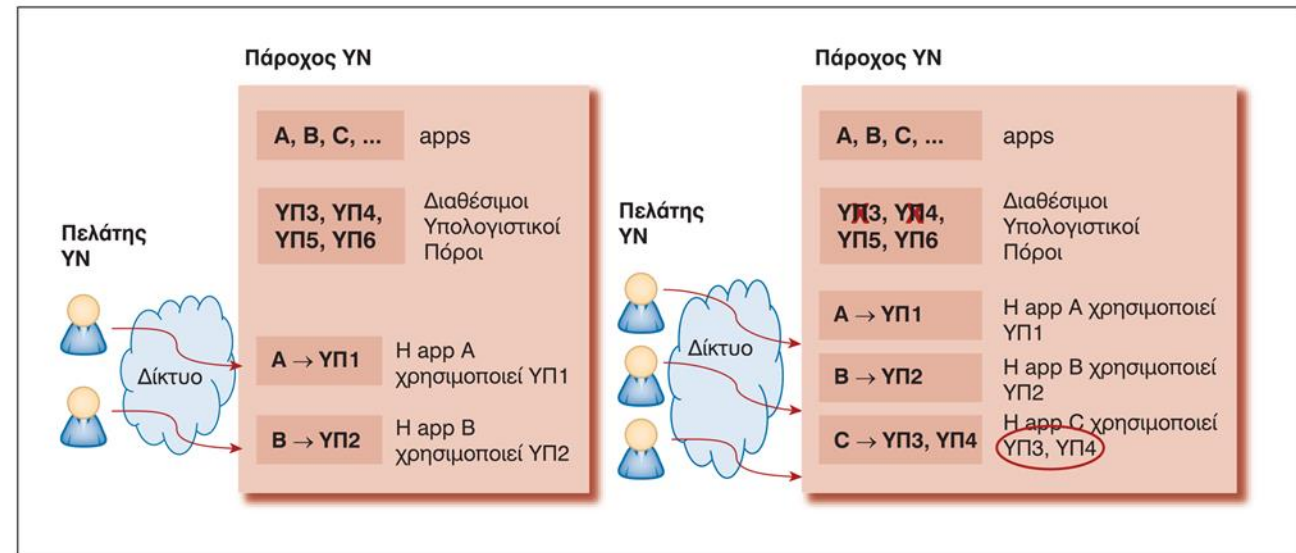 Πάροχος ΥΝ
A, B, C, ...
apps
ΥΠ3, ΥΠ4,
ΥΠ5, ΥΠ6
Διαθέσιμοι
Υπολογιστικοί
Πόροι
Πελάτης
ΥΝ
Δίκτυο
A → ΥΠ1
Η app A
χρησιμοποιεί ΥΠ1
B → ΥΠ2
Η app B
χρησιμοποιεί ΥΠ2
Πάροχος ΥΝ
A, B, C, ...
apps
ΥΠ3, ΥΠ4,
ΥΠ5, ΥΠ6
Διαθέσιμοι
Υπολογιστικοί
Πόροι
Πελάτης
ΥΝ
Δίκτυο
A → ΥΠ1
Η app A χρησιμοποιεί
ΥΠ1
B → ΥΠ2
Η app B χρησιμοποιεί
ΥΠ2
C → ΥΠ3, ΥΠ4
Η app C χρησιμοποιεί
ΥΠ3, ΥΠ4